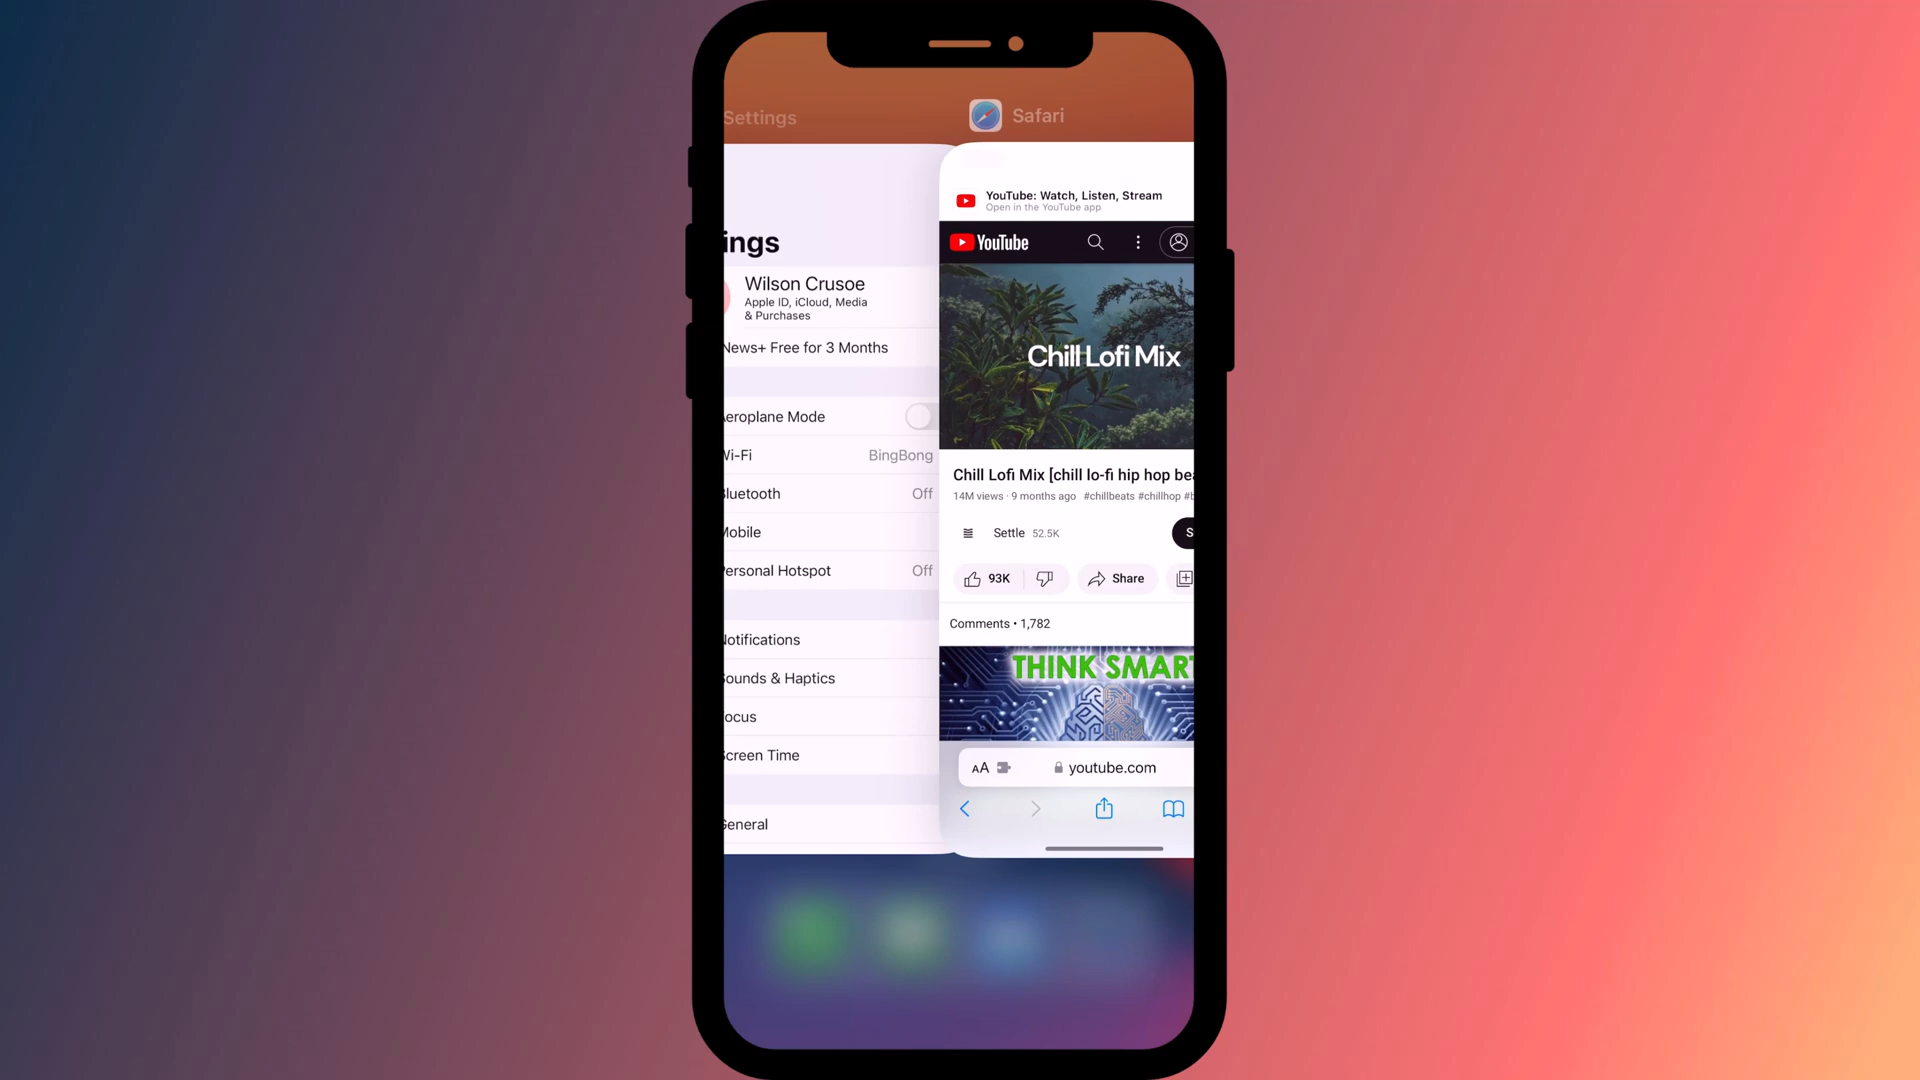 Settings
Safari
ings
Wilson Crusoe
Apple ID, iCloud, Media
& Purchases
News+ Free for 3 Months
Aeroplane Mode
Wi-Fi
BingBong
Bluetooth
Off
Mobile
Personal Hotspot
Off
Notifications
Sounds & Haptics
ocus
Screen Time
General
YouTube: Watch, Listen, Stream
Open in the YouTube app
YouTube
Chill Lofi Mix
Chill Lofi Mix [chill lo-fi hip hop bea
14M views · 9 months ago #chillbeats #chillhop #b
Settle 52.5K
S
93K
Share
Comments • 1,782
THINK SMART
AA
youtube.com